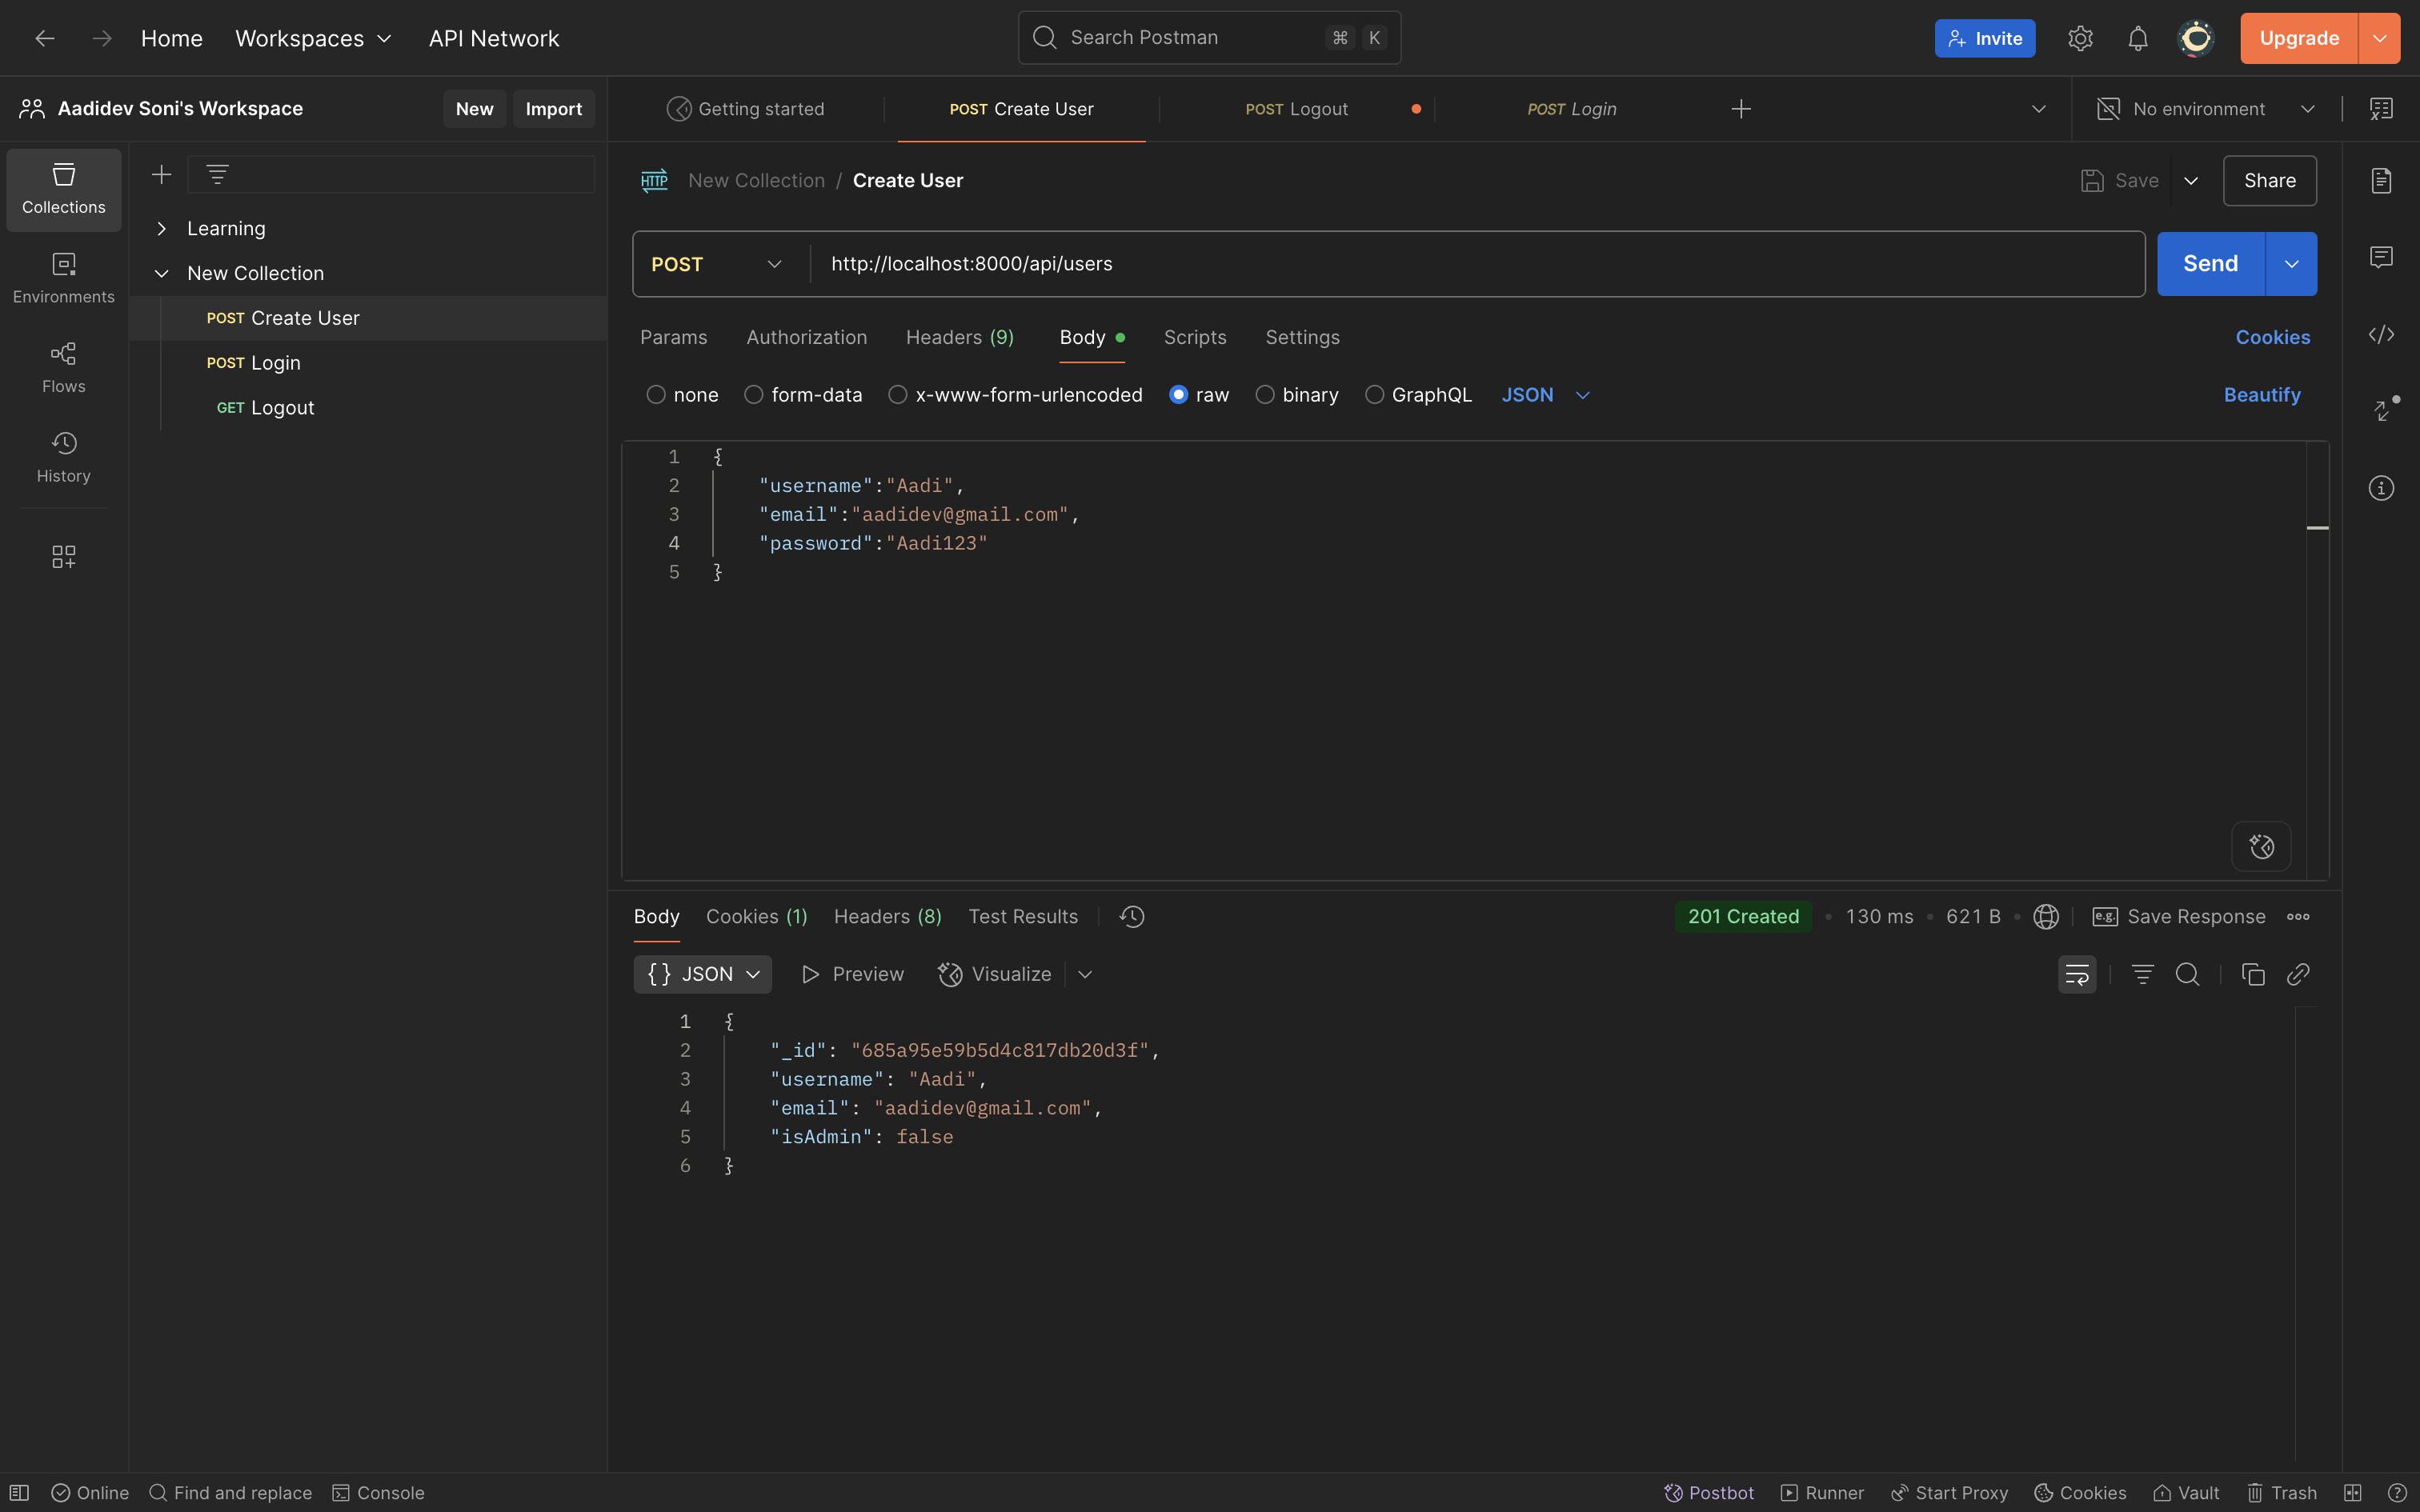 Home Workspaces API Network Search Postman ⌘ K Invite Upgrade
Aadidev Soni's Workspace New Import
Getting started POST Create User POST Logout POST Login No environment
Collections
Environments
Flows
History
Learning
New Collection
POST Create User
POST Login
GET Logout
HTTP New Collection / Create User Save Share
POST http://localhost:8000/api/users Send
Params Authorization Headers (9) Body Scripts Settings Cookies
none form-data x-www-form-urlencoded raw binary GraphQL JSON Beautify
1 {
2 "username":"Aadi",
3 "email":"aadidev@gmail.com",
4 "password":"Aadi123"
5 }
Body Cookies (1) Headers (8) Test Results 201 Created • 130 ms • 621 B • e.g. Save Response
{} JSON Preview Visualize
1 {
2 "_id": "685a95e59b5d4c817db20d3f",
3 "username": "Aadi",
4 "email": "aadidev@gmail.com",
5 "isAdmin": false
6 }
Online Find and replace Console Postbot Runner Start Proxy Cookies Vault Trash